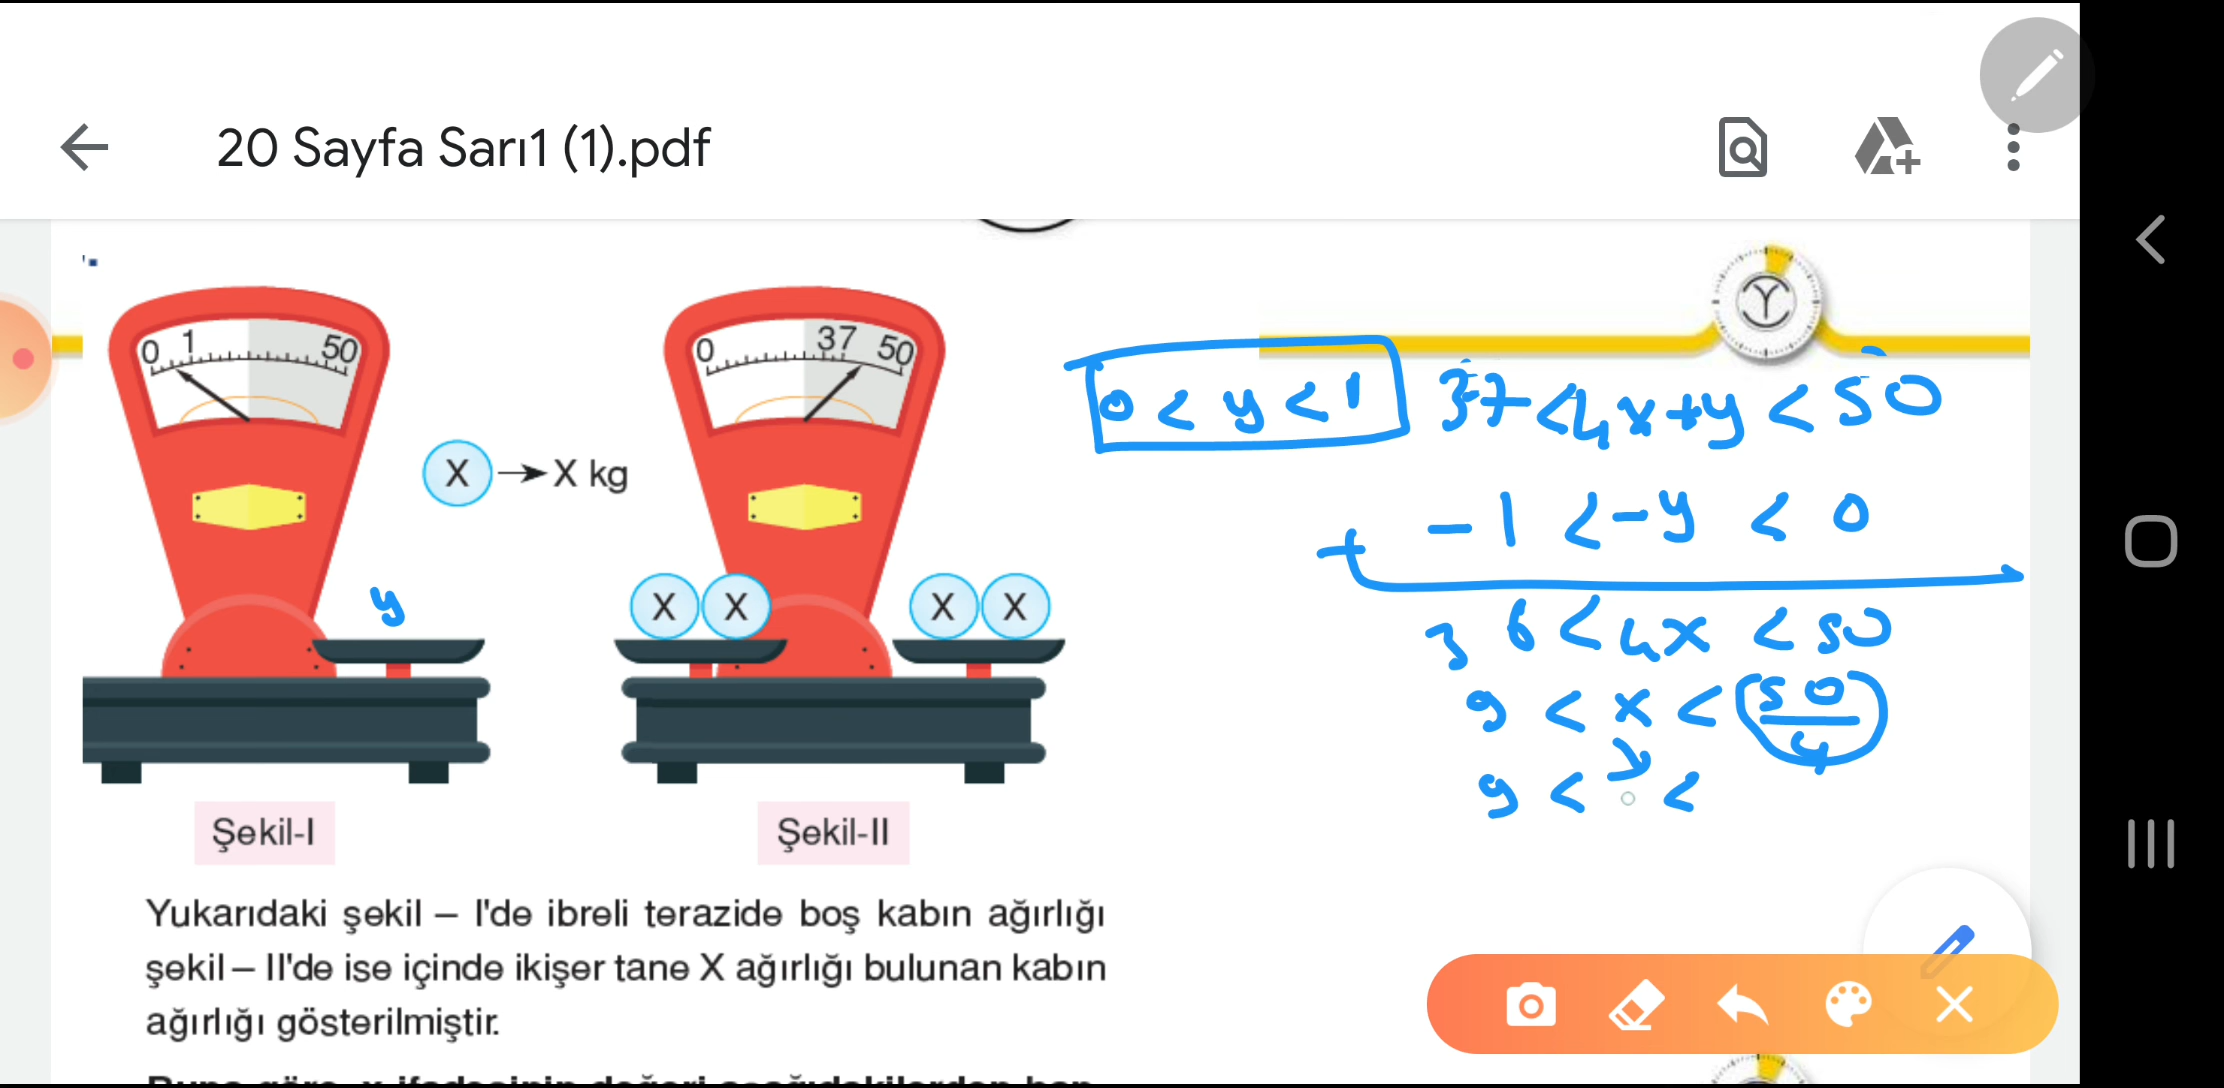 20 Sayfa Sarı1 (1).pdf
0 1 50
0 37 50
X → X kg
y
X X X X
Şekil-I
Şekil-II
Yukarıdaki şekil – I'de ibreli terazide boş kabın ağırlığı
şekil – II'de ise içinde ikişer tane X ağırlığı bulunan kabın
ağırlığı gösterilmiştir.
0 < y < 1
37 < 4x + y < 50
-1 < -y < 0
+
36 < 4x < 50
9 < x < 50/4
9 < <